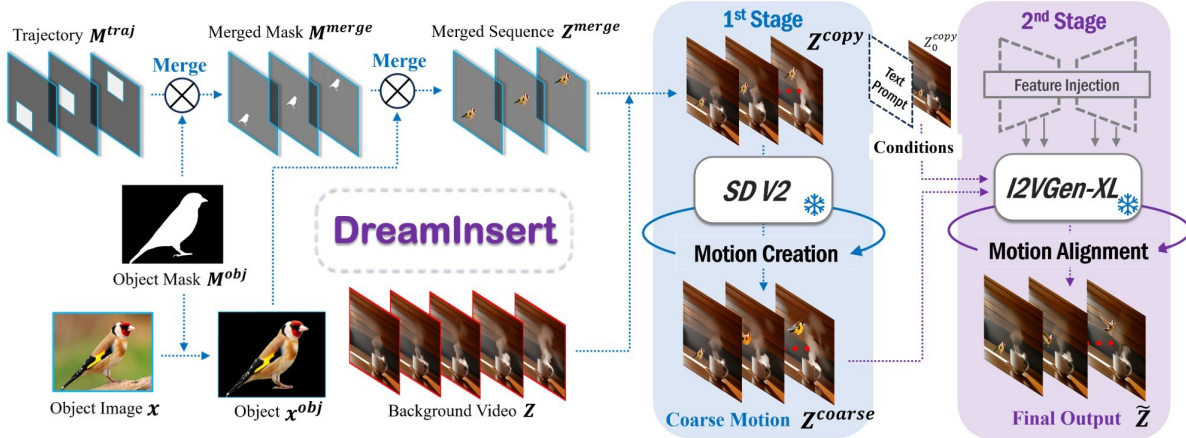 Trajectory M^traj
Merge
Merged Mask M^merge
Merge
Merged Sequence Z^merge
Object Mask M^obj
Object Image x
Object x^obj
DreamInsert
Background Video Z
1st Stage
Z^copy
SD V2
Motion Creation
Coarse Motion Z^coarse
Text
Prompt
Z_0^copy
Conditions
2nd Stage
Feature Injection
I2VGen-XL
Motion Alignment
Final Output Z̃